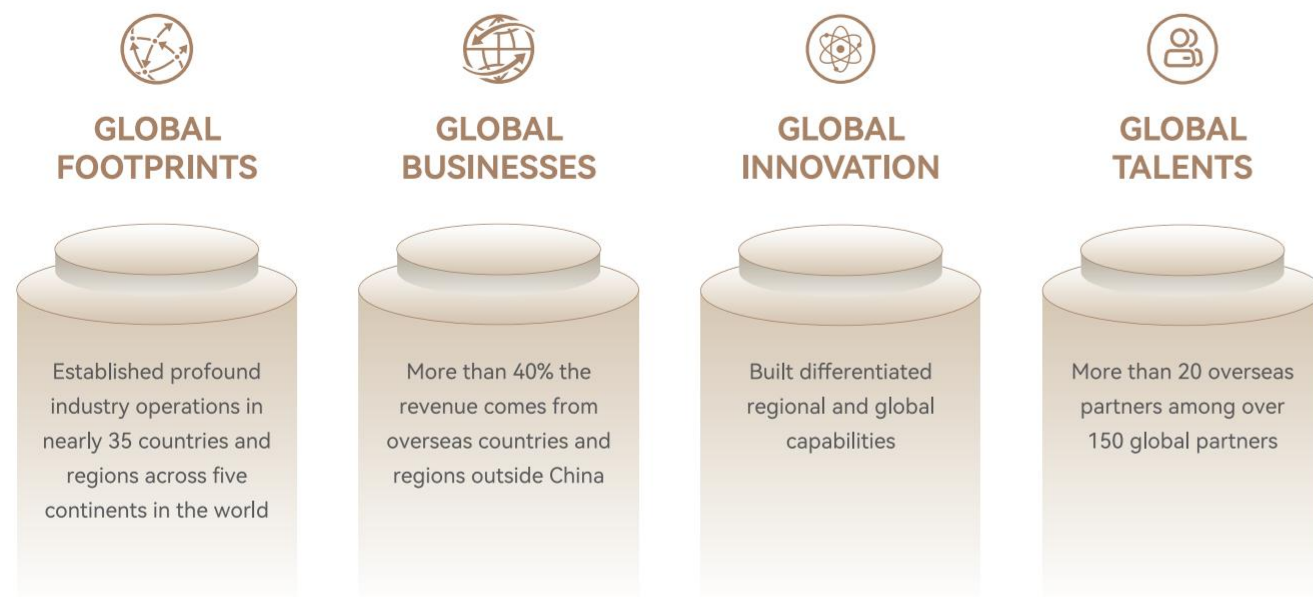 GLOBAL
FOOTPRINTS
Established profound
industry operations in
nearly 35 countries and
regions across five
continents in the world
GLOBAL
BUSINESSES
More than 40% the
revenue comes from
overseas countries and
regions outside China
GLOBAL
INNOVATION
Built differentiated
regional and global
capabilities
GLOBAL
TALENTS
More than 20 overseas
partners among over
150 global partners